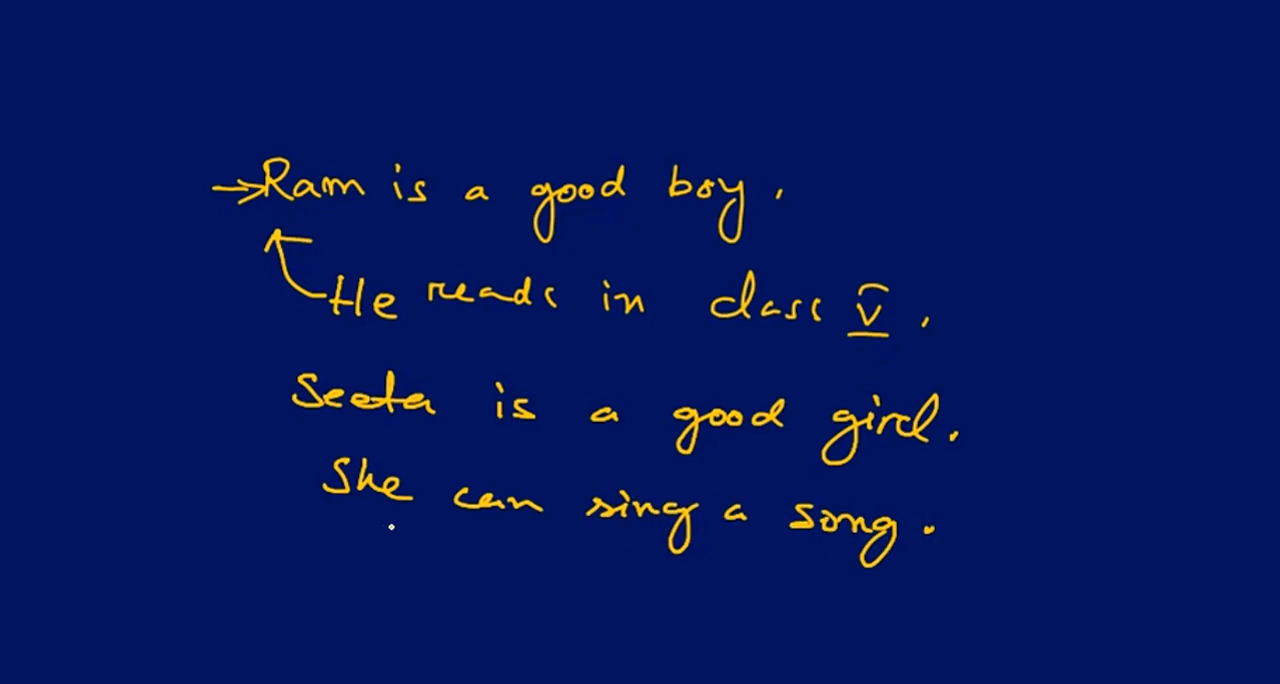 →Ram is a good boy.
He reads in class V.
Seeta is a good girl.
She can sing a song.